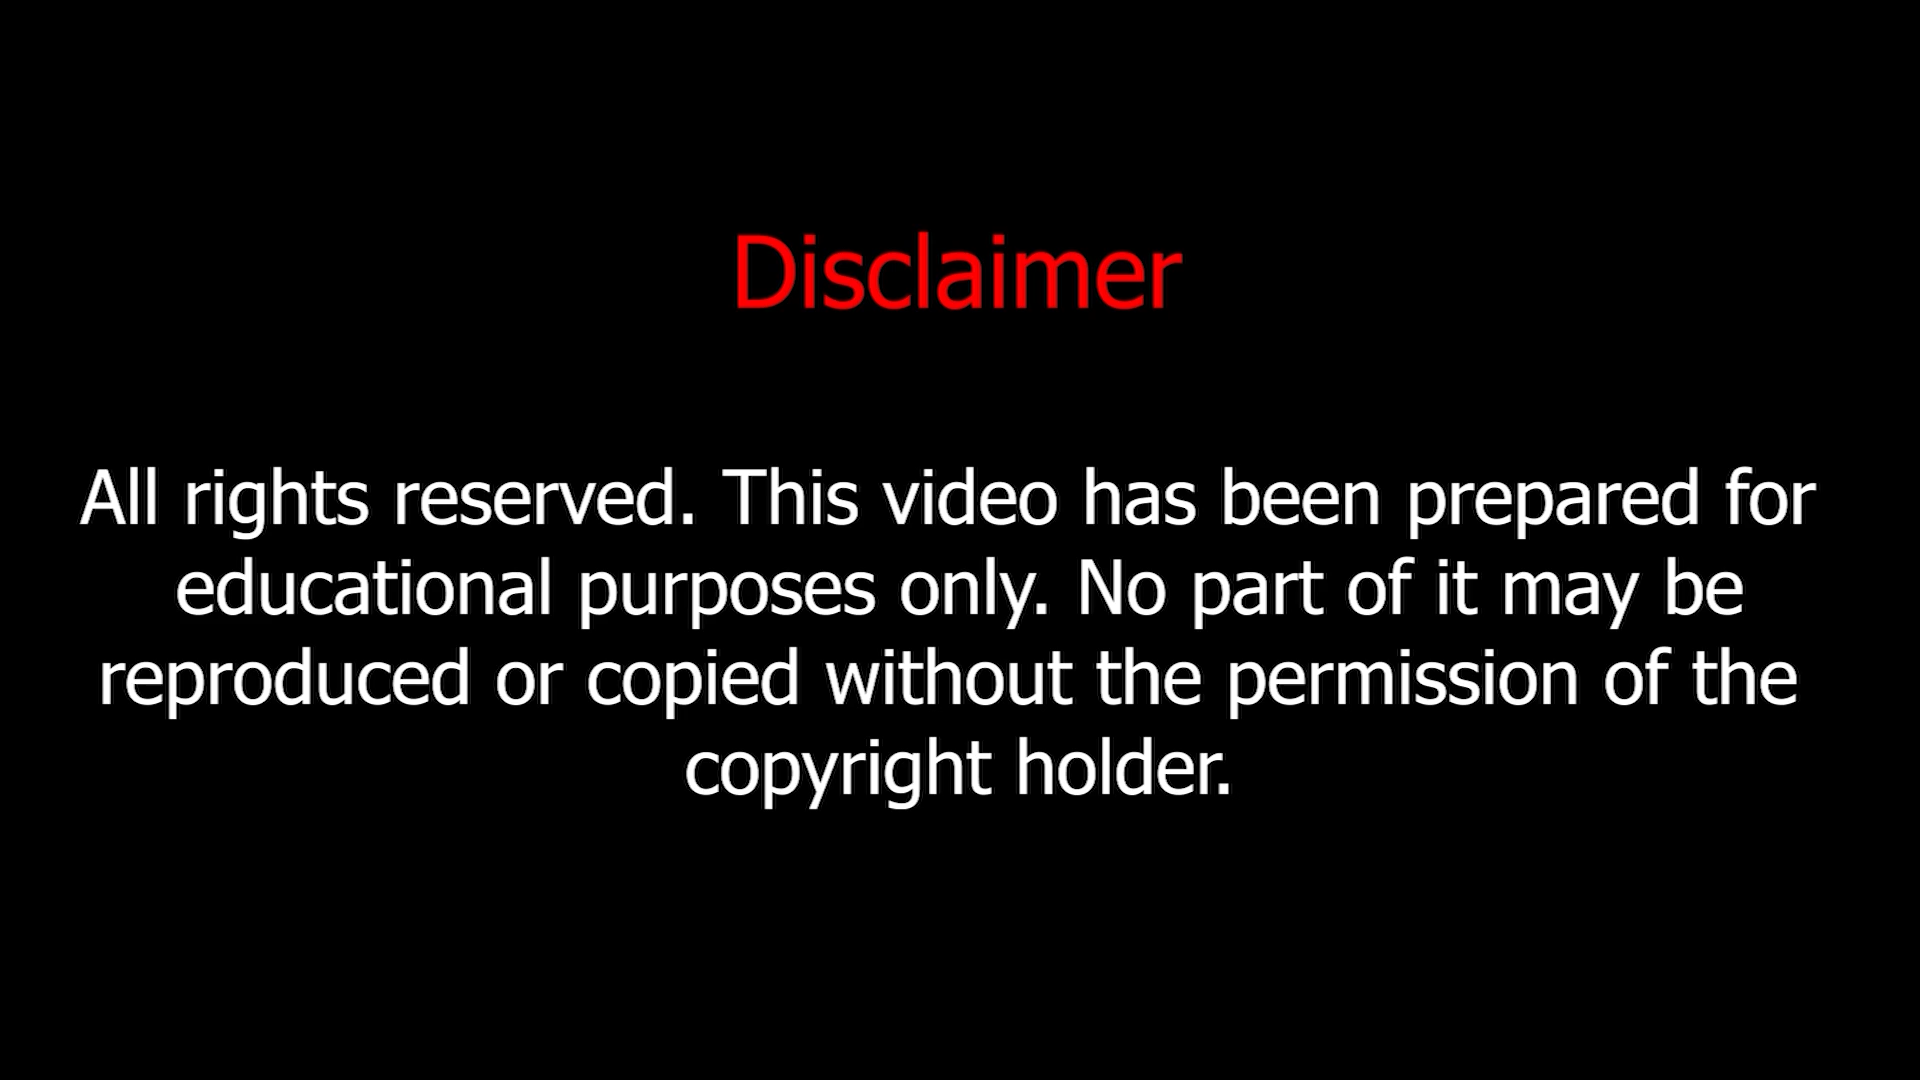 Disclaimer
All rights reserved. This video has been prepared for
educational purposes only. No part of it may be
reproduced or copied without the permission of the
copyright holder.